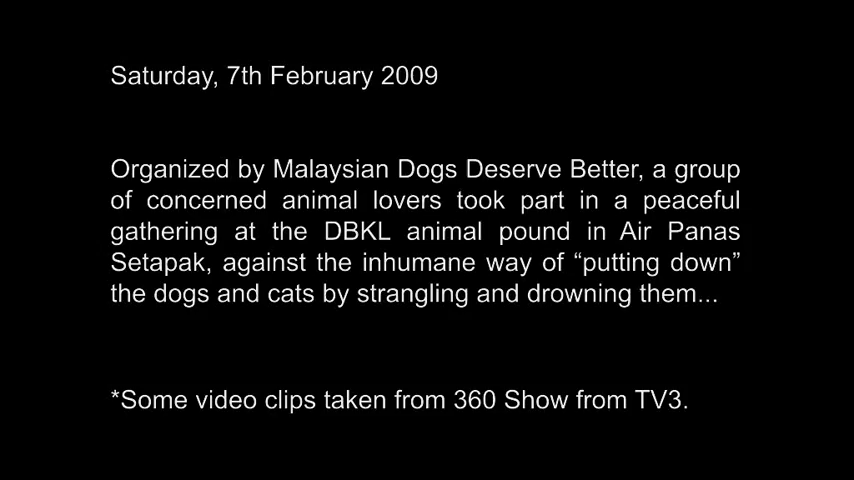 Saturday, 7th February 2009
Organized by Malaysian Dogs Deserve Better, a group
of concerned animal lovers took part in a peaceful
gathering at the DBKL animal pound in Air Panas
Setapak, against the inhumane way of “putting down”
the dogs and cats by strangling and drowning them...
*Some video clips taken from 360 Show from TV3.